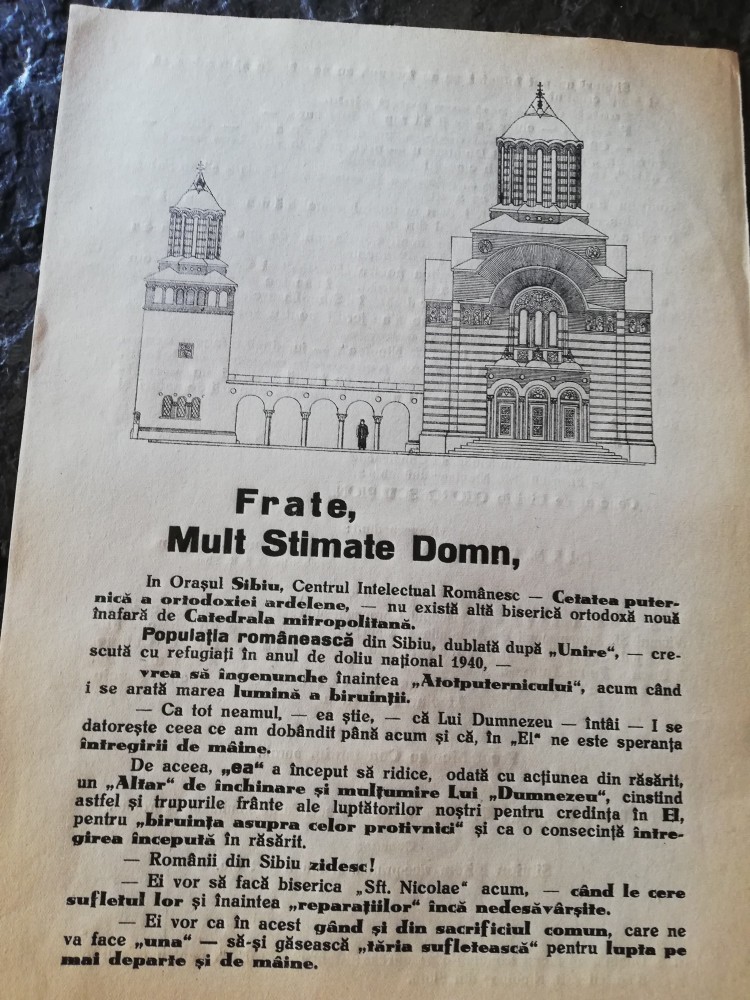 Frate,
Mult Stimate Domn,
In Orașul Sibiu, Centrul Intelectual Românesc — Cetatea puter-
nică a ortodoxiei ardelene, — nu există altă biserică ortodoxă nouă
înafară de Catedrala mitropolitană.
Populația românească din Sibiu, dublată după „Unire“, — cre-
scută cu refugiați în anul de doliu național 1940, —
vrea să îngenunche înaintea „Atotputernicului“, acum când
i se arată marea lumină a biruinții.
— Ca tot neamul, — ea știe, — că Lui Dumnezeu — întâi — I se
datorește ceea ce am dobândit până acum și că, în „El“ ne este speranța
întregirii de mâine.
De aceea, „ea“ a început să ridice, odată cu acțiunea din răsărit,
un „Altar“ de închinare și mulțumire Lui „Dumnezeu“, cinstind
astfel și trupurile frânte ale luptătorilor noștri pentru credința în El,
pentru „biruința asupra celor protivnici“ și ca o consecință între-
girea începută în răsărit.
— Românii din Sibiu zidesc!
— Ei vor să facă biserica „Sft. Nicolae“ acum, — când le cere
sufletul lor și înaintea „reparațiilor“ încă nedesăvârșite.
— Ei vor ca în acest gând și din sacrificiul comun, care ne
va face „una“ — să-și găsească „tăria sufletească“ pentru lupta pe
mai departe și de mâine.